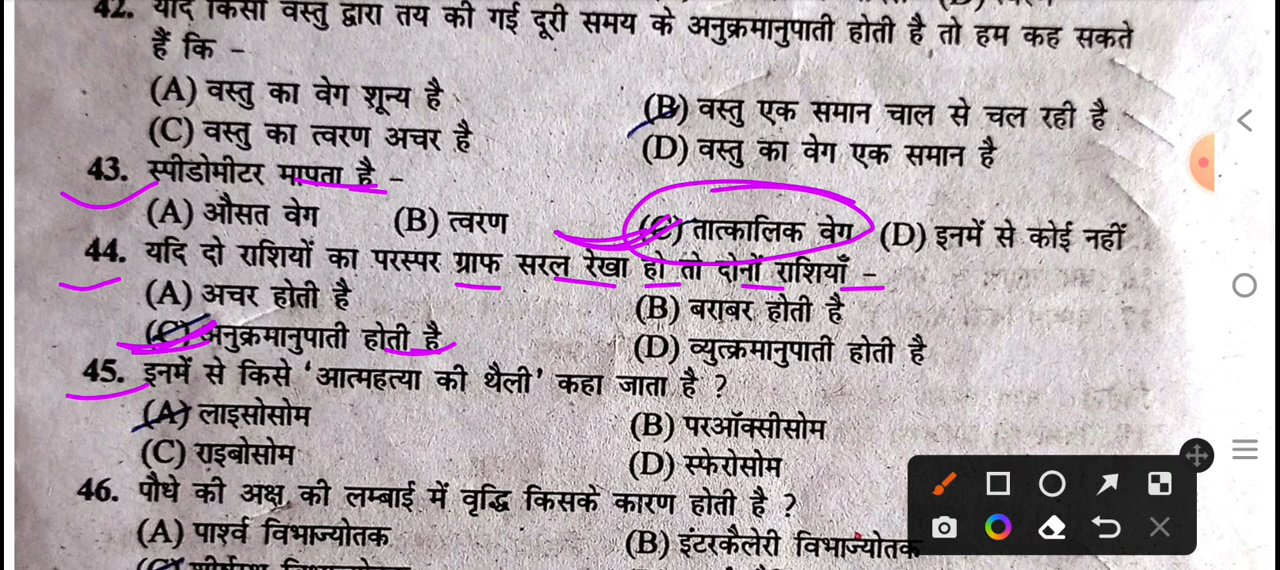 42. यदि किसी वस्तु द्वारा तय की गई दूरी समय के अनुक्रमानुपाती होती है तो हम कह सकते
हैं कि -
(A) वस्तु का वेग शून्य है
(B) वस्तु एक समान चाल से चल रही है
(C) वस्तु का त्वरण अचर है
(D) वस्तु का वेग एक समान है
43. स्पीडोमीटर मापता है -
(A) औसत वेग (B) त्वरण (C) तात्कालिक वेग (D) इनमें से कोई नहीं
44. यदि दो राशियों का परस्पर ग्राफ सरल रेखा हो तो दोनों राशियाँ -
(A) अचर होती है
(B) बराबर होती है
(C) अनुक्रमानुपाती होती है
(D) व्युत्क्रमानुपाती होती है
45. इनमें से किसे 'आत्महत्या की थैली' कहा जाता है ?
(A) लाइसोसोम
(B) परऑक्सीसोम
(C) राइबोसोम
(D) स्फेरोसोम
46. पौधे की अक्ष की लम्बाई में वृद्धि किसके कारण होती है ?
(A) पार्श्व विभाज्योतक
(B) इंटरकैलेरी विभाज्योतक